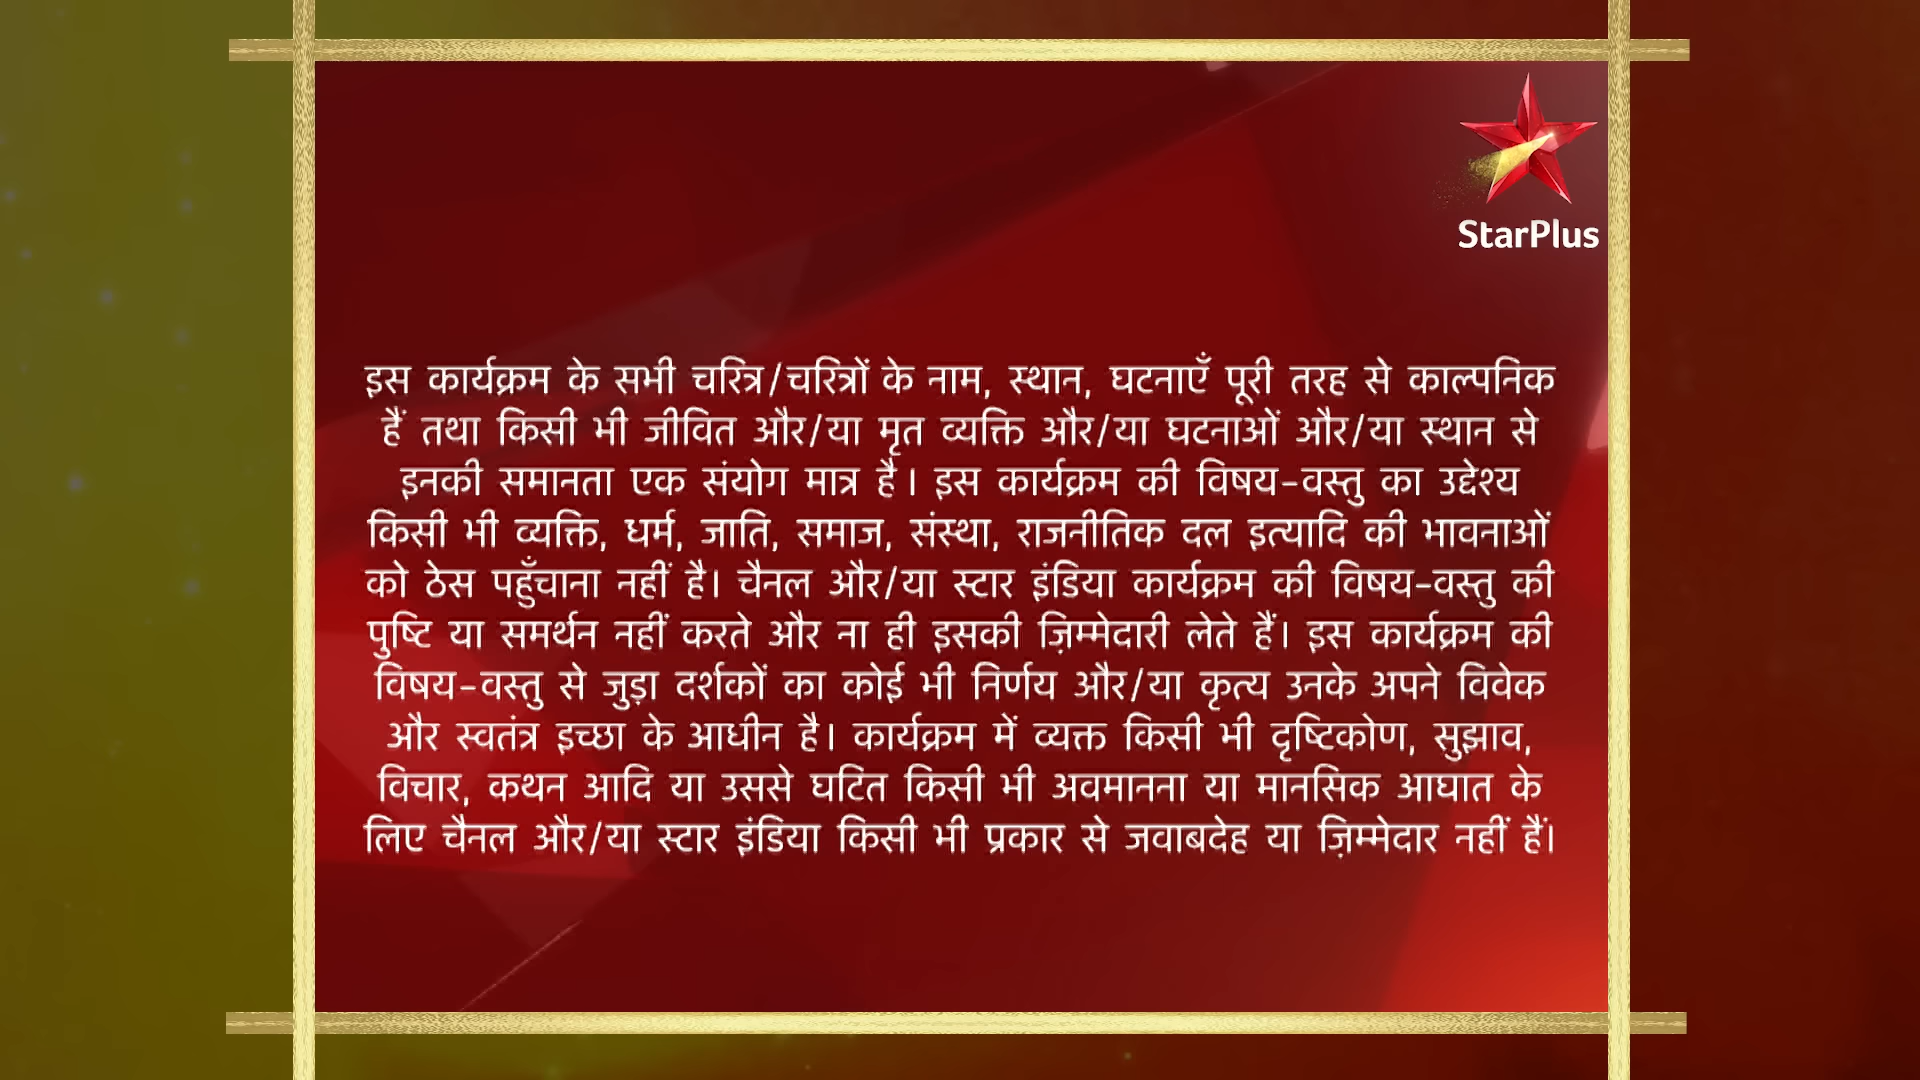 StarPlus
इस कार्यक्रम के सभी चरित्र/चरित्रों के नाम, स्थान, घटनाएँ पूरी तरह से काल्पनिक
हैं तथा किसी भी जीवित और/या मृत व्यक्ति और/या घटनाओं और/या स्थान से
इनकी समानता एक संयोग मात्र है। इस कार्यक्रम की विषय-वस्तु का उद्देश्य
किसी भी व्यक्ति, धर्म, जाति, समाज, संस्था, राजनीतिक दल इत्यादि की भावनाओं
को ठेस पहुँचाना नहीं है। चैनल और/या स्टार इंडिया कार्यक्रम की विषय-वस्तु की
पुष्टि या समर्थन नहीं करते और ना ही इसकी ज़िम्मेदारी लेते हैं। इस कार्यक्रम की
विषय-वस्तु से जुड़ा दर्शकों का कोई भी निर्णय और/या कृत्य उनके अपने विवेक
और स्वतंत्र इच्छा के आधीन है। कार्यक्रम में व्यक्त किसी भी दृष्टिकोण, सुझाव,
विचार, कथन आदि या उससे घटित किसी भी अवमानना या मानसिक आघात के
लिए चैनल और/या स्टार इंडिया किसी भी प्रकार से जवाबदेह या ज़िम्मेदार नहीं हैं।